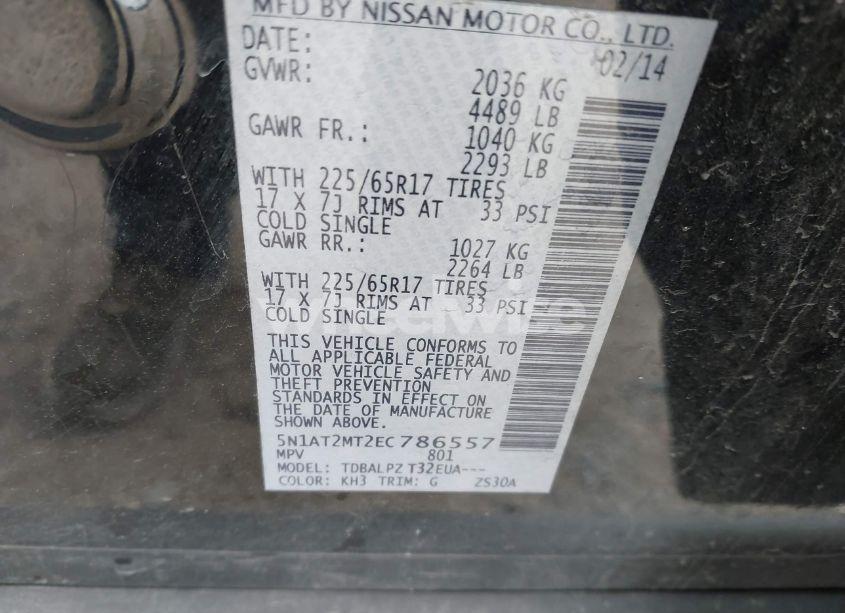 MFD BY NISSAN MOTOR CO., LTD.
DATE: 02/14
GVWR: 2036 KG
4489 LB
GAWR FR.: 1040 KG
2293 LB
WITH 225/65R17 TIRES
17 X 7J RIMS AT 33 PSI
COLD SINGLE
GAWR RR.: 1027 KG
2264 LB
WITH 225/65R17 TIRES
17 X 7J RIMS AT 33 PSI
COLD SINGLE
THIS VEHICLE CONFORMS TO
ALL APPLICABLE FEDERAL
MOTOR VEHICLE SAFETY AND
THEFT PREVENTION
STANDARDS IN EFFECT ON
THE DATE OF MANUFACTURE
SHOWN ABOVE.
5N1AT2MT2EC786557
MPV 801
MODEL: TDBALPZ T32EUA---
COLOR: KH3 TRIM: G ZS30A